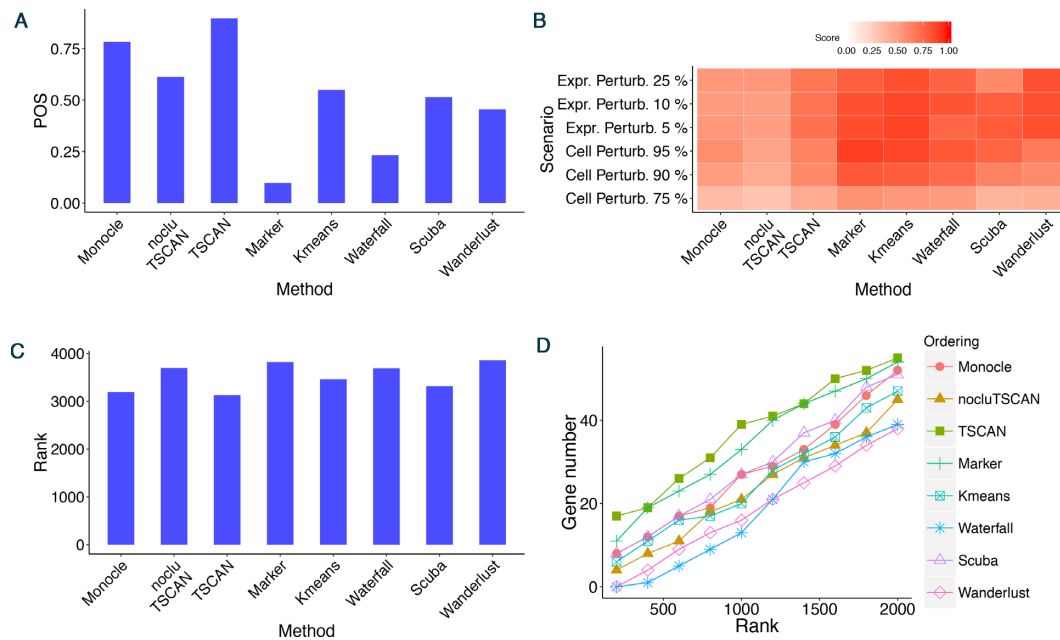 A
POS
0.75
0.50
0.25
0.00
Monocle
noclu
TSCAN
TSCAN
Marker
Kmeans
Waterfall
Scuba
Wanderlust
Method
B
Score
0.00 0.25 0.50 0.75 1.00
Scenario
Expr. Perturb. 25 %
Expr. Perturb. 10 %
Expr. Perturb. 5 %
Cell Perturb. 95 %
Cell Perturb. 90 %
Cell Perturb. 75 %
Monocle
noclu
TSCAN
TSCAN
Marker
Kmeans
Waterfall
Scuba
Wanderlust
Method
C
Rank
4000
3000
2000
1000
0
Monocle
noclu
TSCAN
TSCAN
Marker
Kmeans
Waterfall
Scuba
Wanderlust
Method
D
Gene number
40
20
0
500 1000 1500 2000
Rank
Ordering
Monocle
nocluTSCAN
TSCAN
Marker
Kmeans
Waterfall
Scuba
Wanderlust